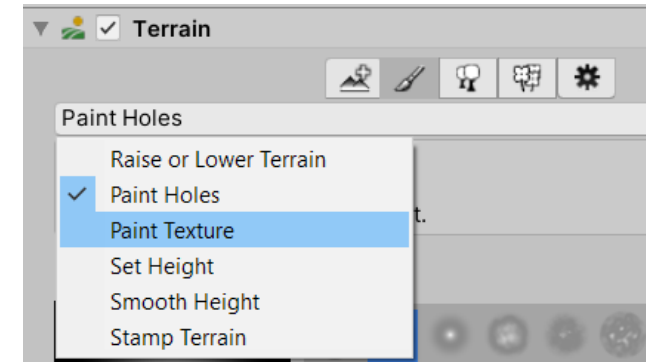 Terrain
Paint Holes
Raise or Lower Terrain
Paint Holes
t.
Paint Texture
Set Height
Smooth Height
Stamp Terrain